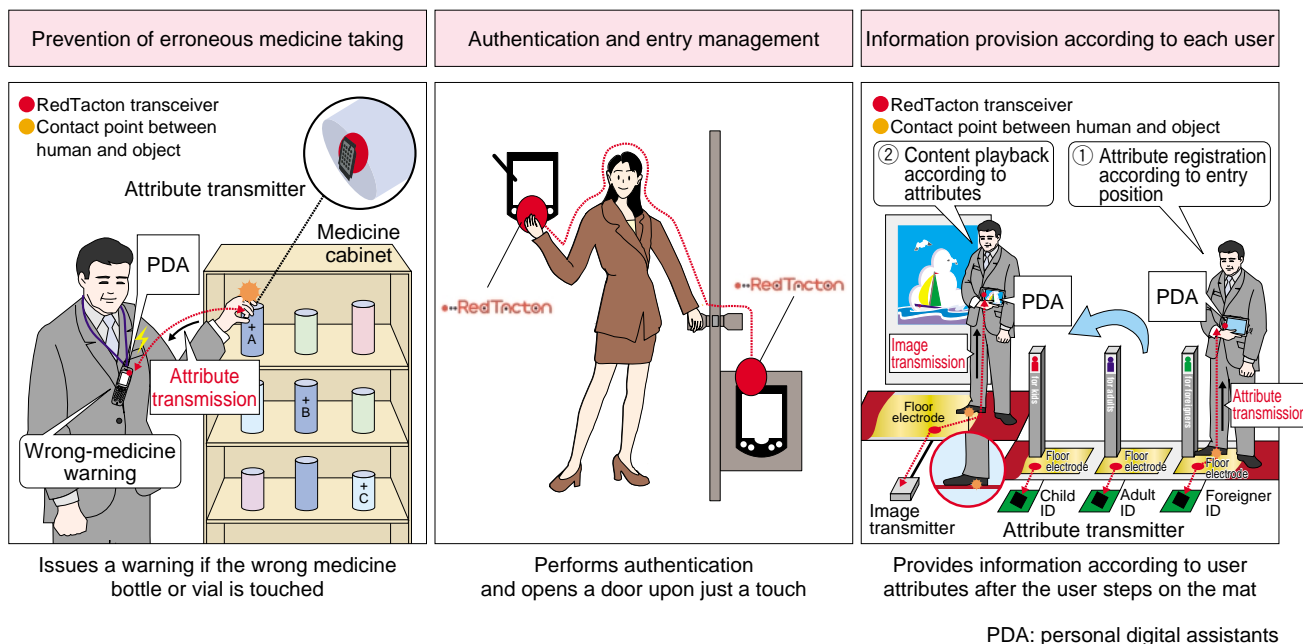 Prevention of erroneous medicine taking
RedTacton transceiver
Contact point between
human and object
Attribute transmitter
Medicine
cabinet
PDA
+
A
Attribute
transmission
+
B
Wrong-medicine
warning
+
C
Issues a warning if the wrong medicine
bottle or vial is touched
Authentication and entry management
RedTacton
RedTacton
Performs authentication
and opens a door upon just a touch
Information provision according to each user
RedTacton transceiver
Contact point between human and object
② Content playback
according to
attributes
① Attribute registration
according to entry
position
PDA
PDA
Image
transmission
for kids
for adults
for foreigners
Attribute
transmission
Floor
electrode
Floor
electrode
Floor
electrode
Floor
electrode
Image
transmitter
Child
ID
Adult
ID
Foreigner
ID
Attribute transmitter
Provides information according to user
attributes after the user steps on the mat
PDA: personal digital assistants